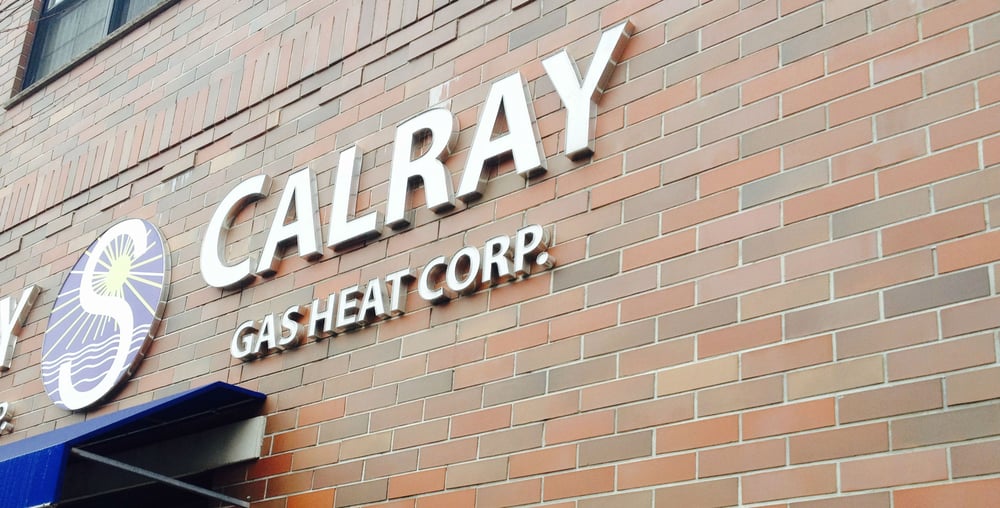 CALRAY
GAS HEAT CORP.
S